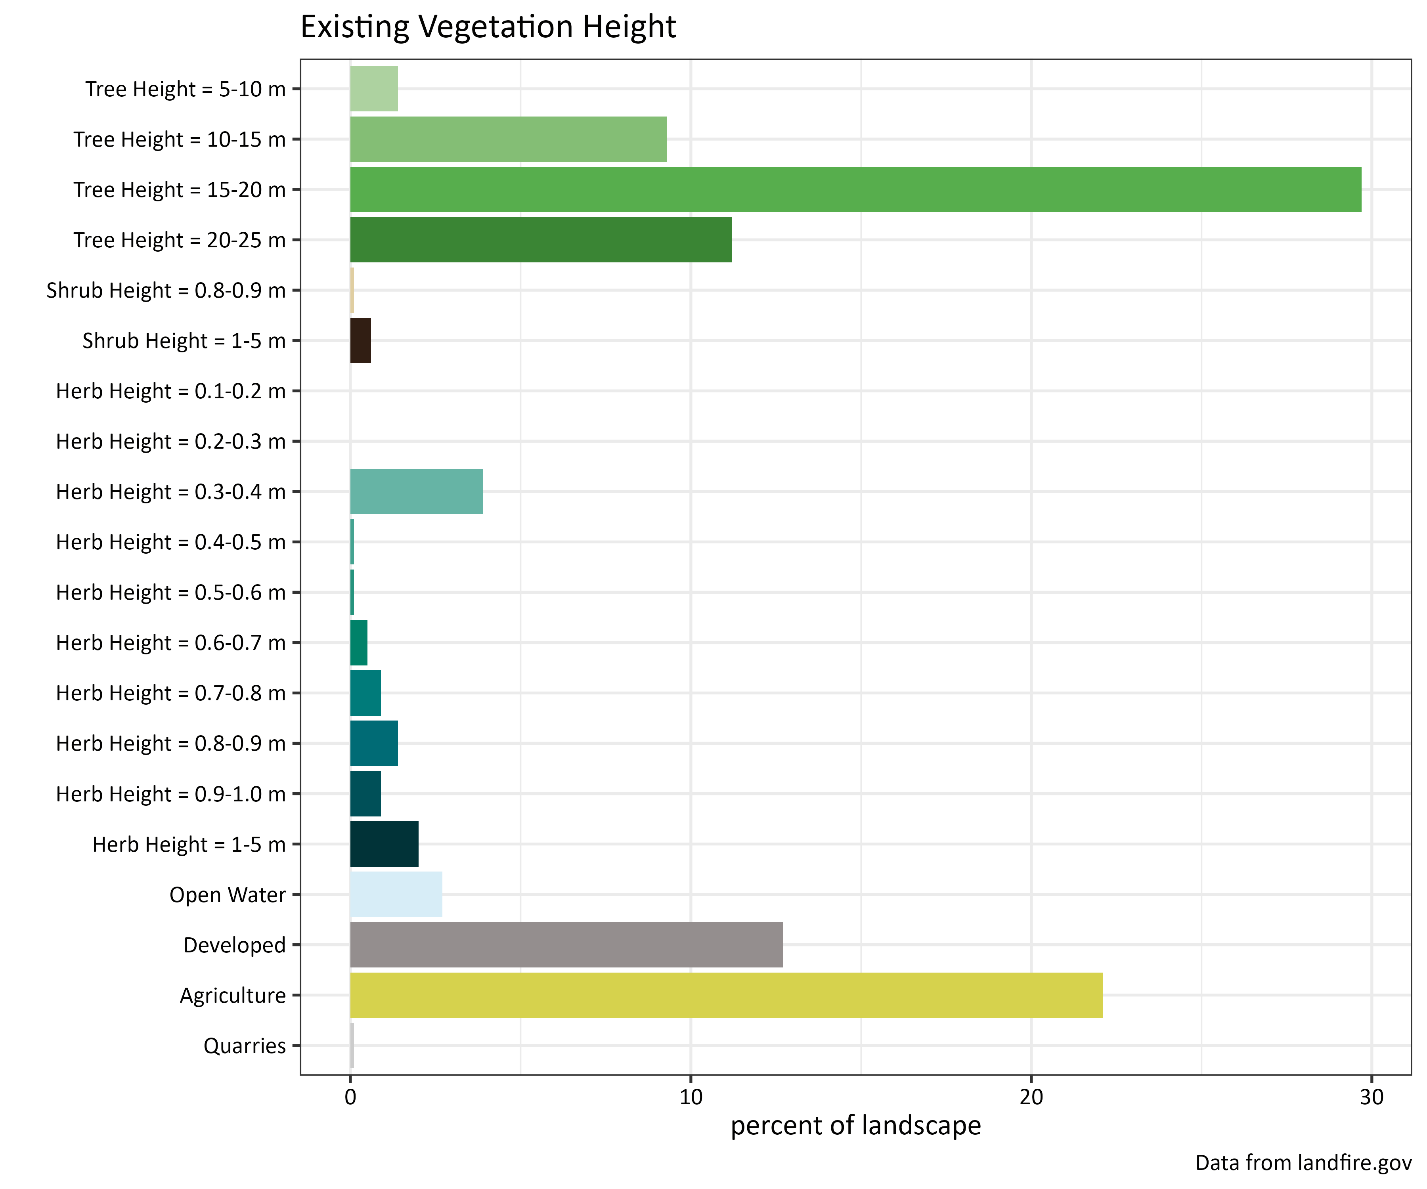 Existing Vegetation Height
Tree Height = 5-10 m
Tree Height = 10-15 m
Tree Height = 15-20 m
Tree Height = 20-25 m
Shrub Height = 0.8-0.9 m
Shrub Height = 1-5 m
Herb Height = 0.1-0.2 m
Herb Height = 0.2-0.3 m
Herb Height = 0.3-0.4 m
Herb Height = 0.4-0.5 m
Herb Height = 0.5-0.6 m
Herb Height = 0.6-0.7 m
Herb Height = 0.7-0.8 m
Herb Height = 0.8-0.9 m
Herb Height = 0.9-1.0 m
Herb Height = 1-5 m
Open Water
Developed
Agriculture
Quarries
0 10 20 30
percent of landscape
Data from landfire.gov